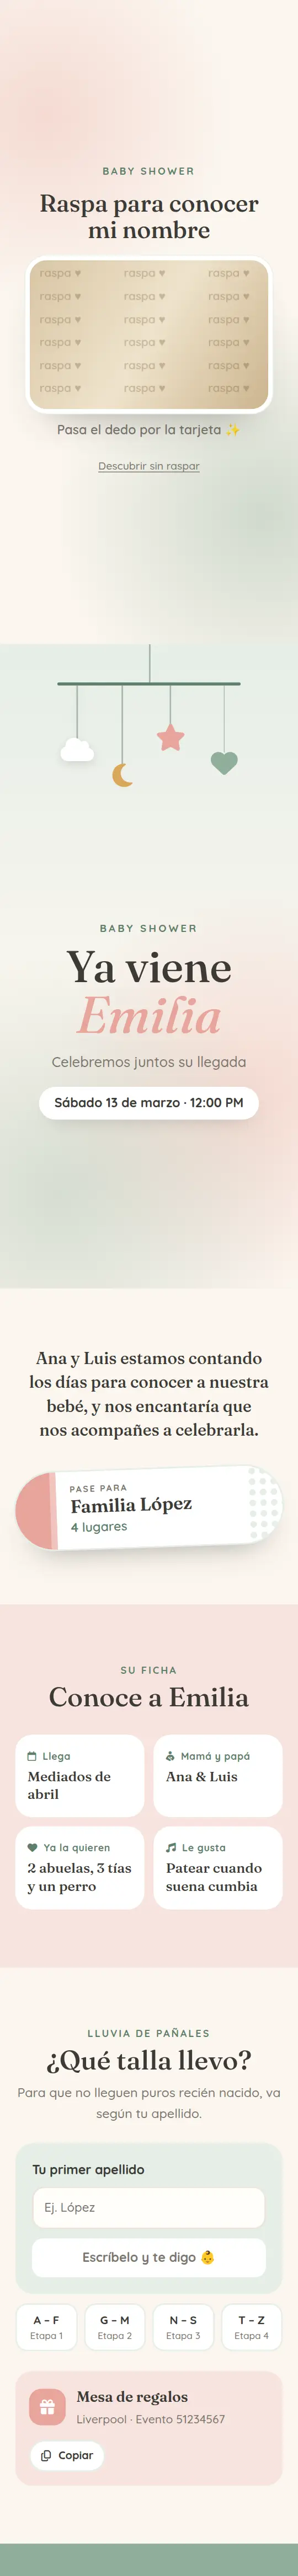 BABY SHOWER
Raspa para conocer
mi nombre
raspa ♥ raspa ♥ raspa ♥
raspa ♥ raspa ♥ raspa ♥
raspa ♥ raspa ♥ raspa ♥
raspa ♥ raspa ♥ raspa ♥
raspa ♥ raspa ♥ raspa ♥
raspa ♥ raspa ♥ raspa ♥
Pasa el dedo por la tarjeta ✨
Descubrir sin raspar
BABY SHOWER
Ya viene
Emilia
Celebremos juntos su llegada
Sábado 13 de marzo · 12:00 PM
Ana y Luis estamos contando
los días para conocer a nuestra
bebé, y nos encantaría que
nos acompañes a celebrarla.
PASE PARA
Familia López
4 lugares
SU FICHA
Conoce a Emilia
Llega
Mediados de
abril
Mamá y papá
Ana & Luis
Ya la quieren
2 abuelas, 3 tías
y un perro
Le gusta
Patear cuando
suena cumbia
LLUVIA DE PAÑALES
¿Qué talla llevo?
Para que no lleguen puros recién nacido, va
según tu apellido.
Tu primer apellido
Ej. López
Escríbelo y te digo 👶
A – F
Etapa 1
G – M
Etapa 2
N – S
Etapa 3
T – Z
Etapa 4
Mesa de regalos
Liverpool · Evento 51234567
Copiar